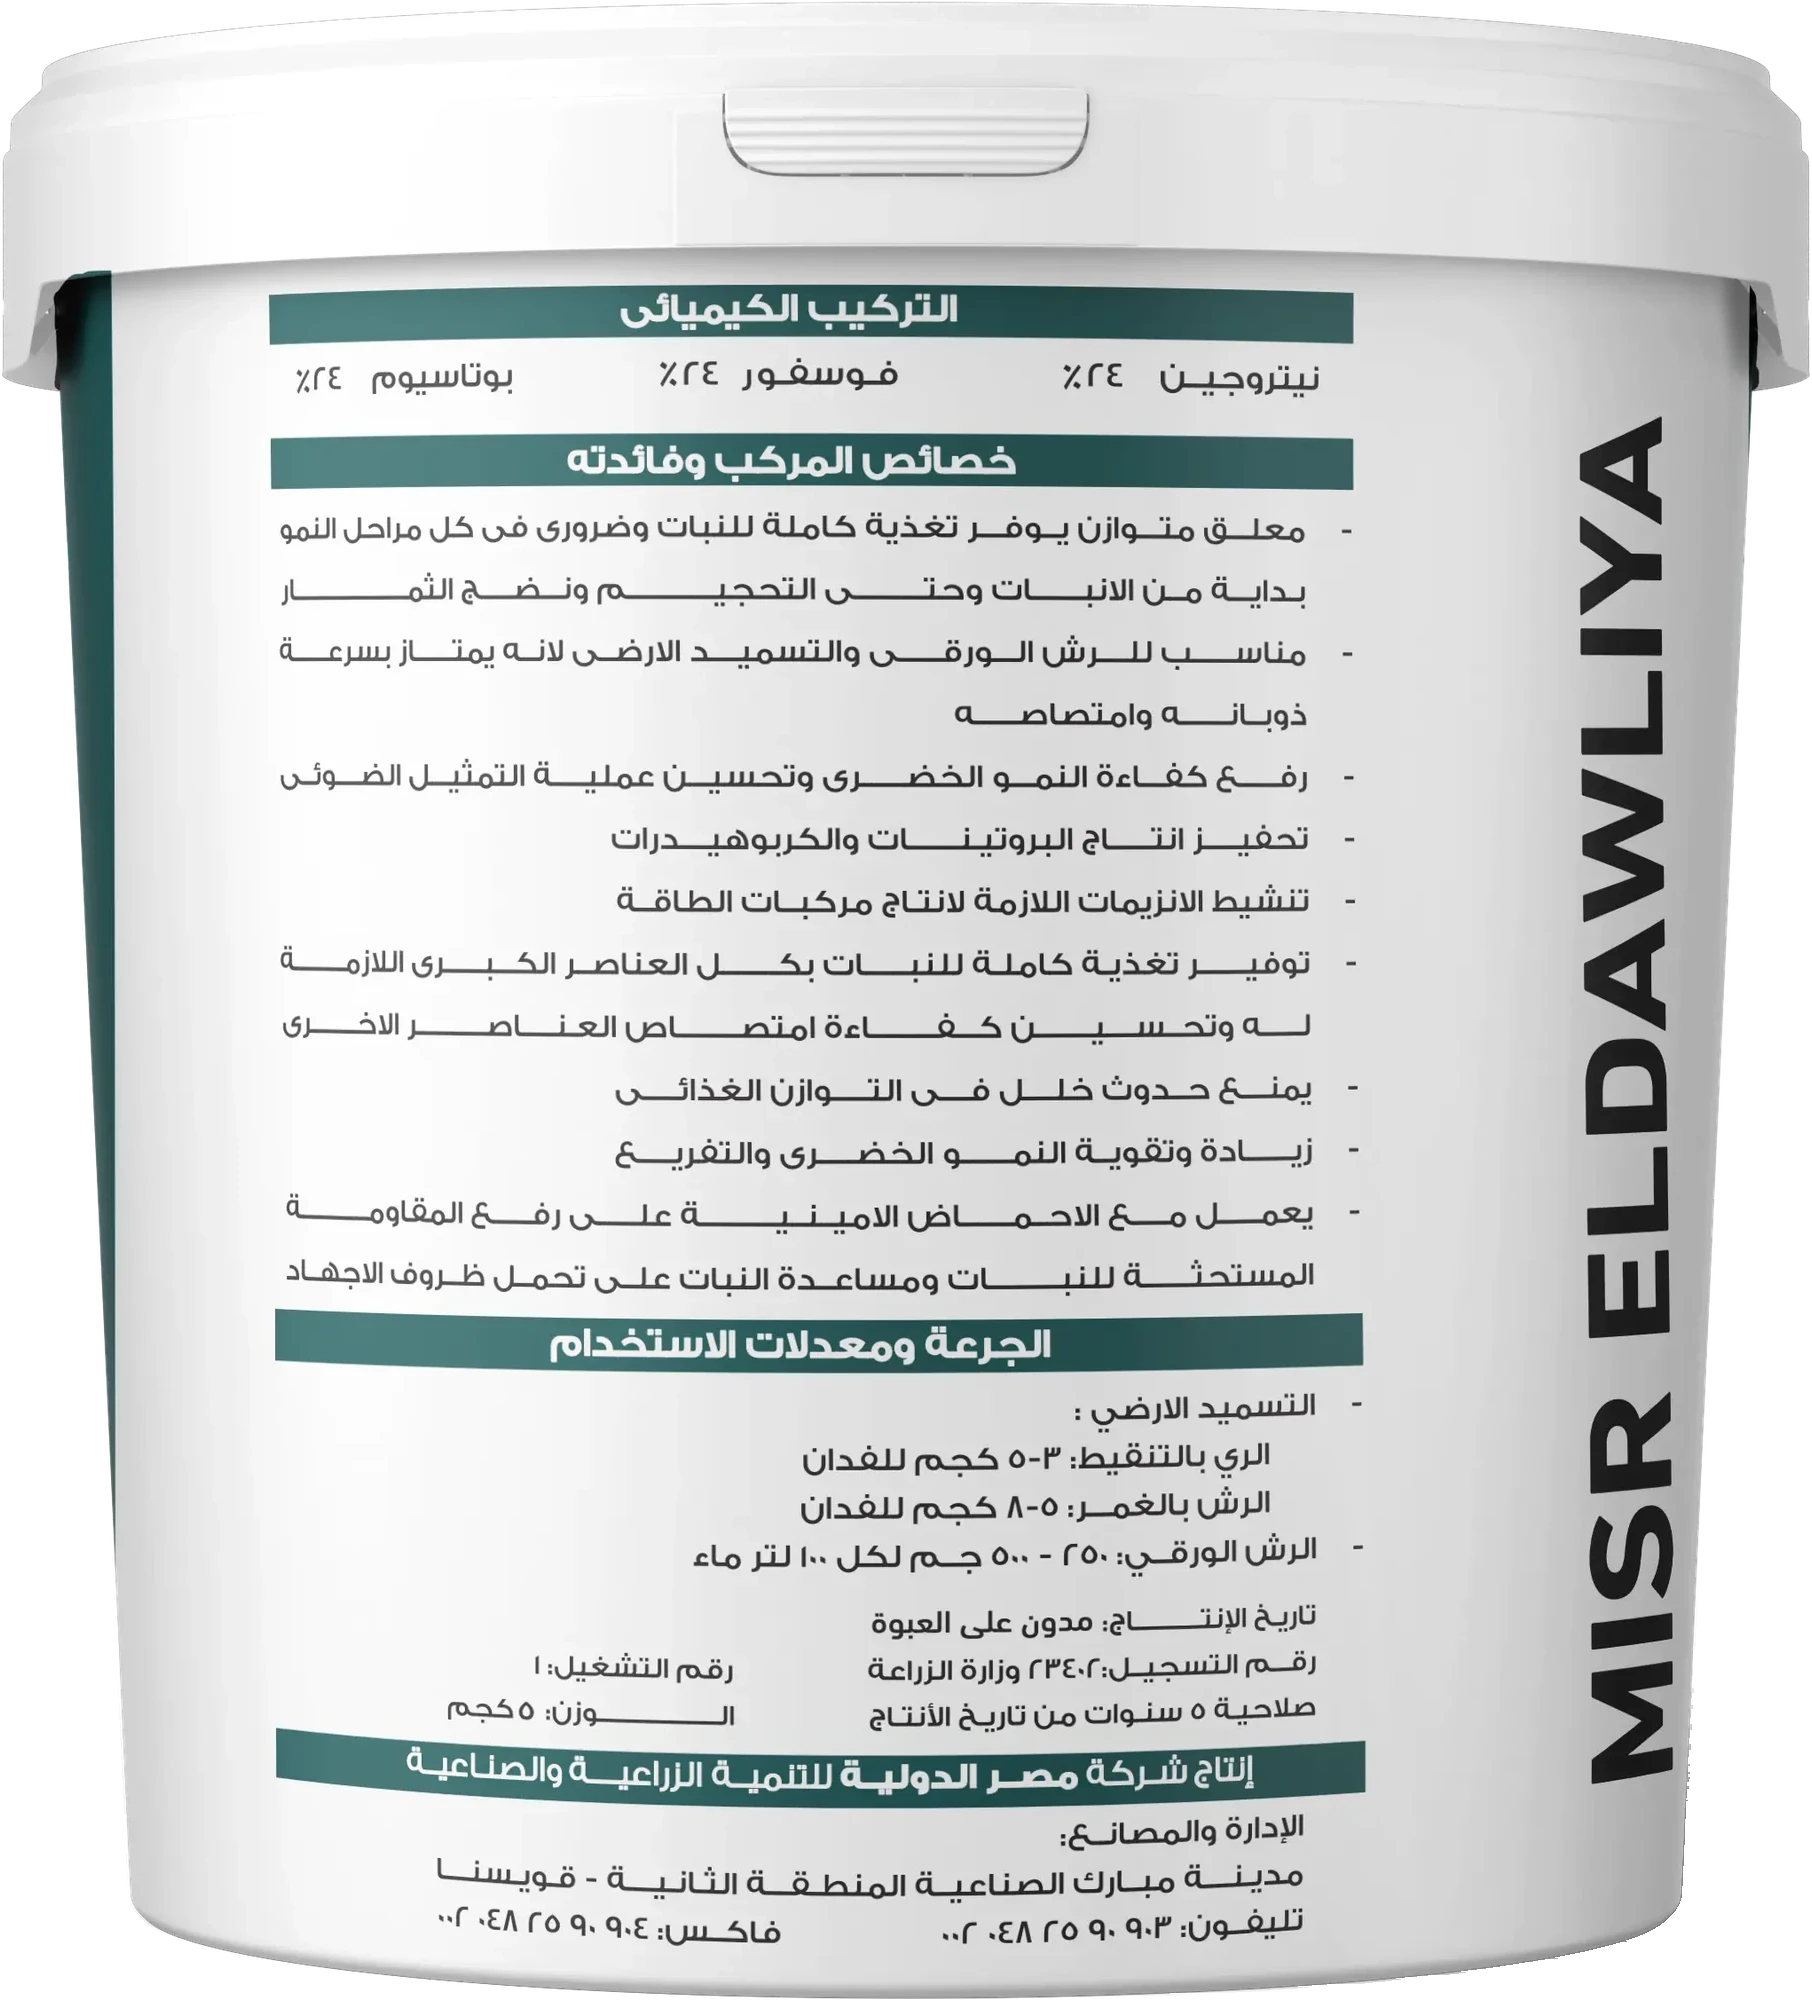 التركيب الكيميائى
نيتروجين ٢٤٪ فوسفور ٢٤٪ بوتاسيوم ٢٤٪
خصائص المركب وفائدته
- معلق متوازن يوفر تغذية كاملة للنبات وضرورى فى كل مراحل النمو
بداية من الانبات وحتى التحجيم ونضج الثمار
- مناسب للرش الورقى والتسميد الارضى لانه يمتاز بسرعة
ذوبانه وامتصاصه
- رفع كفاءة النمو الخضرى وتحسين عملية التمثيل الضوئى
- تحفيز انتاج البروتينات والكربوهيدرات
- تنشيط الانزيمات اللازمة لانتاج مركبات الطاقة
- توفير تغذية كاملة للنبات بكل العناصر الكبرى اللازمة
له وتحسين كفاءة امتصاص العناصر الاخرى
- يمنع حدوث خلل فى التوازن الغذائى
- زيادة وتقوية النمو الخضرى والتفريع
- يعمل مع الاحماض الامينية على رفع المقاومة
المستحثة للنبات ومساعدة النبات على تحمل ظروف الاجهاد
الجرعة ومعدلات الاستخدام
- التسميد الارضي :
الري بالتنقيط: ٣-٥ كجم للفدان
الرش بالغمر: ٥-٨ كجم للفدان
- الرش الورقي: ٢٥٠ - ٥٠٠ جم لكل ١٠٠ لتر ماء
تاريخ الإنتاج: مدون على العبوة
رقم التسجيل:٢٣٤٠٢ وزارة الزراعة رقم التشغيل: ١
صلاحية ٥ سنوات من تاريخ الأنتاج الوزن: ٥ كجم
إنتاج شركة مصر الدولية للتنمية الزراعية والصناعية
الإدارة والمصانع:
مدينة مبارك الصناعية المنطقة الثانية - قويسنا
تليفون: ٩٠٣ ٩٠ ٢٥ ٠٤٨ ٠٠٢ فاكس: ٩٠٤ ٩٠ ٢٥ ٠٤٨ ٠٠٢
MISR ELDAWLIYA